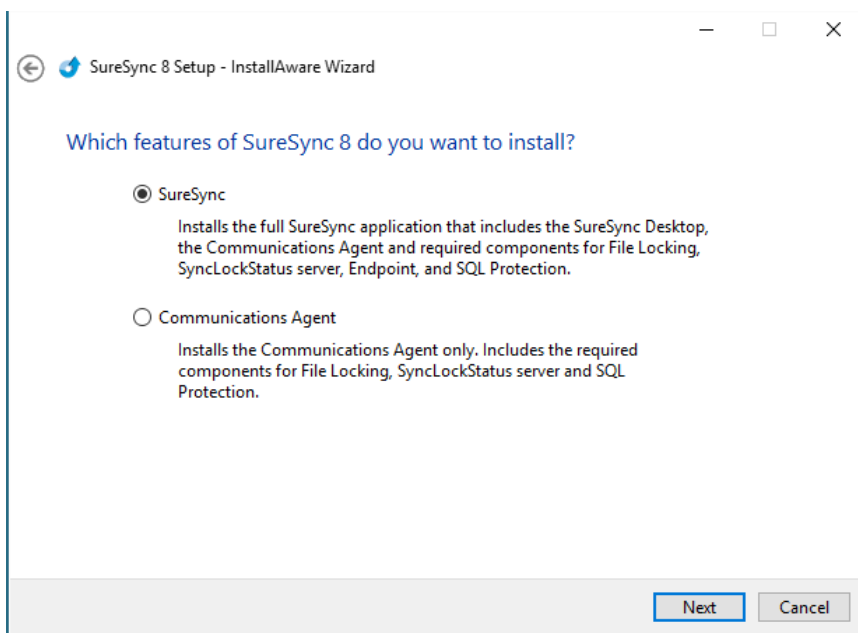 SureSync 8 Setup - InstallAware Wizard
Which features of SureSync 8 do you want to install?
SureSync
Installs the full SureSync application that includes the SureSync Desktop,
the Communications Agent and required components for File Locking,
SyncLockStatus server, Endpoint, and SQL Protection.
Communications Agent
Installs the Communications Agent only. Includes the required
components for File Locking, SyncLockStatus server and SQL
Protection.
Next
Cancel